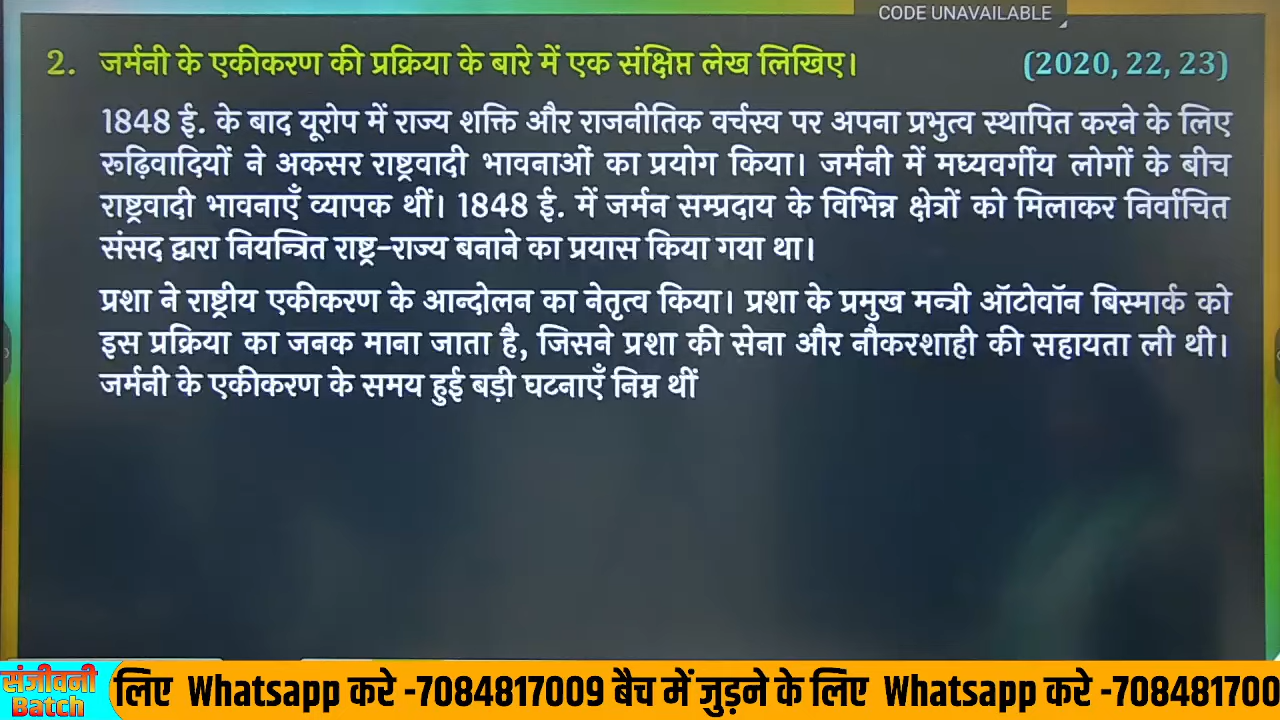 CODE UNAVAILABLE
2. जर्मनी के एकीकरण की प्रक्रिया के बारे में एक संक्षिप्त लेख लिखिए। (2020, 22, 23)
1848 ई. के बाद यूरोप में राज्य शक्ति और राजनीतिक वर्चस्व पर अपना प्रभुत्व स्थापित करने के लिए
रूढ़िवादियों ने अकसर राष्ट्रवादी भावनाओं का प्रयोग किया। जर्मनी में मध्यवर्गीय लोगों के बीच
राष्ट्रवादी भावनाएँ व्यापक थीं। 1848 ई. में जर्मन सम्प्रदाय के विभिन्न क्षेत्रों को मिलाकर निर्वाचित
संसद द्वारा नियन्त्रित राष्ट्र-राज्य बनाने का प्रयास किया गया था।
प्रशा ने राष्ट्रीय एकीकरण के आन्दोलन का नेतृत्व किया। प्रशा के प्रमुख मन्त्री ऑटोवॉन बिस्मार्क को
इस प्रक्रिया का जनक माना जाता है, जिसने प्रशा की सेना और नौकरशाही की सहायता ली थी।
जर्मनी के एकीकरण के समय हुई बड़ी घटनाएँ निम्न थीं
संजीवनी
Batch
लिए Whatsapp करे -7084817009 बैच में जुड़ने के लिए Whatsapp करे -708481700